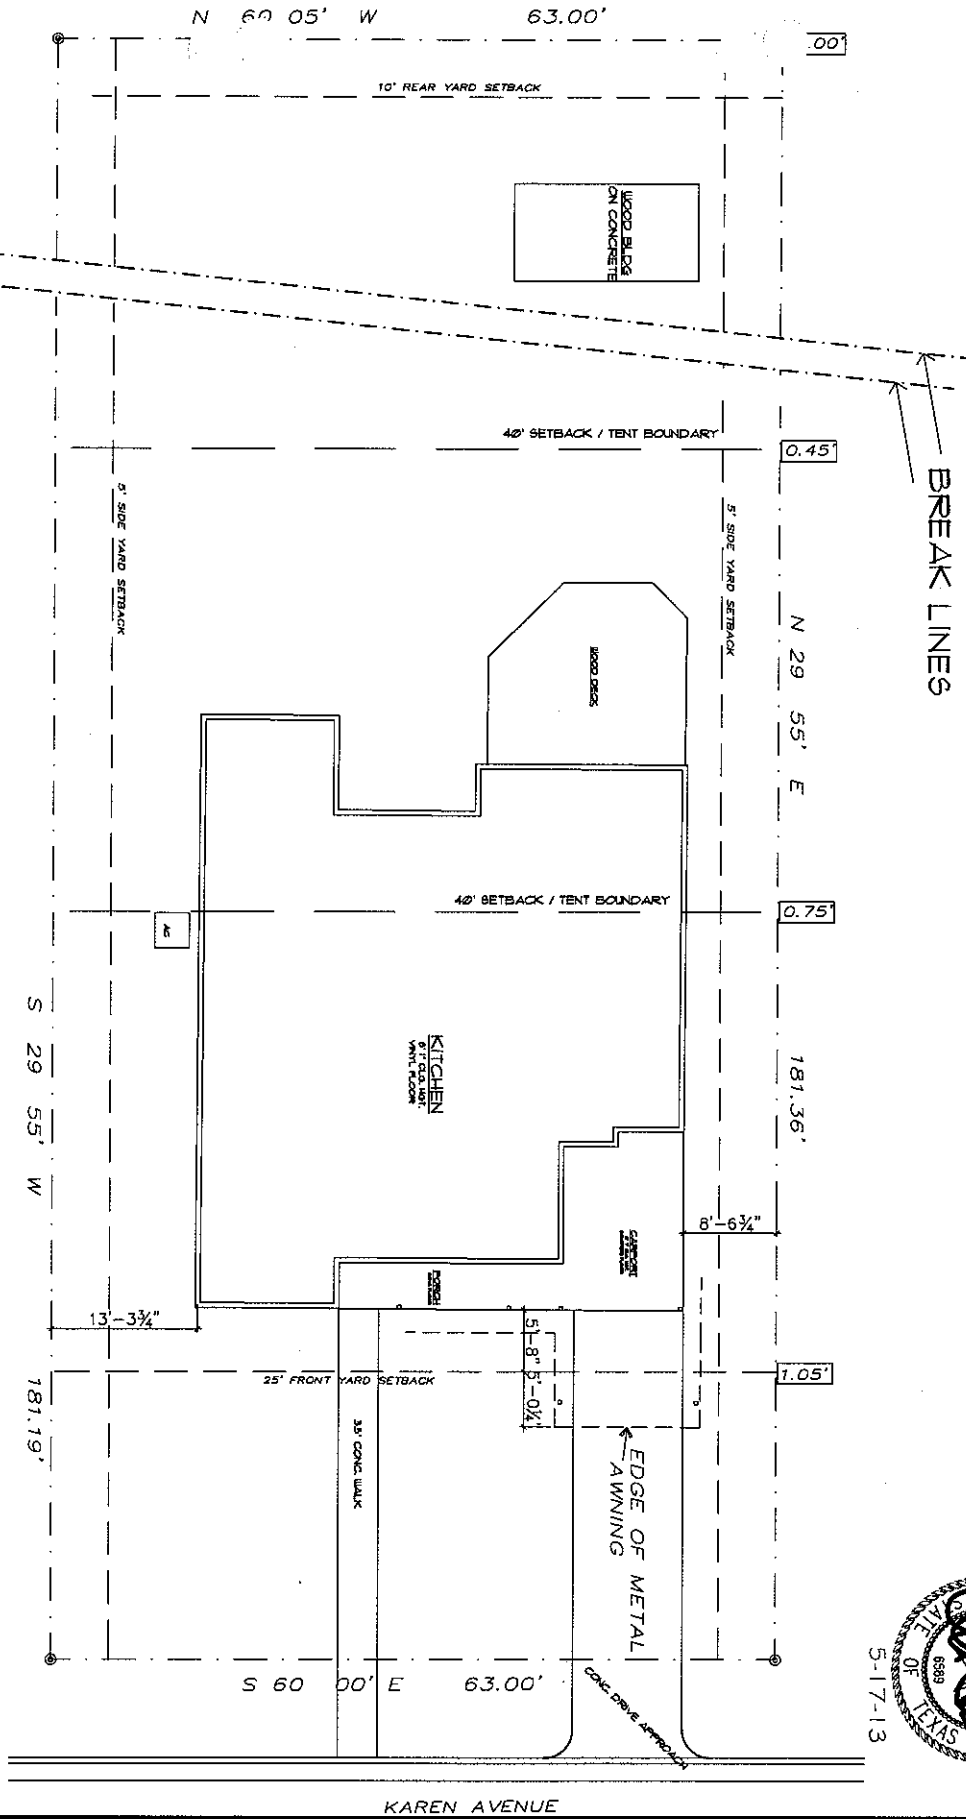 N 60 05' W 63.00'
.00'
10' REAR YARD SETBACK
WOOD BLDG
ON CONCRETE
BREAK LINES
40' SETBACK / TENT BOUNDARY
0.45'
5' SIDE YARD SETBACK
5' SIDE YARD SETBACK
N 29 55' E
181.36'
WOOD DECK
40' SETBACK / TENT BOUNDARY
0.75'
AC
S 29 55' W
181.19'
KITCHEN
VINYL FLOOR
CARPORT
8'-6¾"
PORCH
13'-3¾"
5'-8"
5'-0¼"
25' FRONT YARD SETBACK
1.05'
3.5' CONC. WALK
EDGE OF METAL
AWNING
STATE OF TEXAS
6989
5-17-13
S 60 00' E 63.00'
CONC. DRIVE APPROACH
KAREN AVENUE